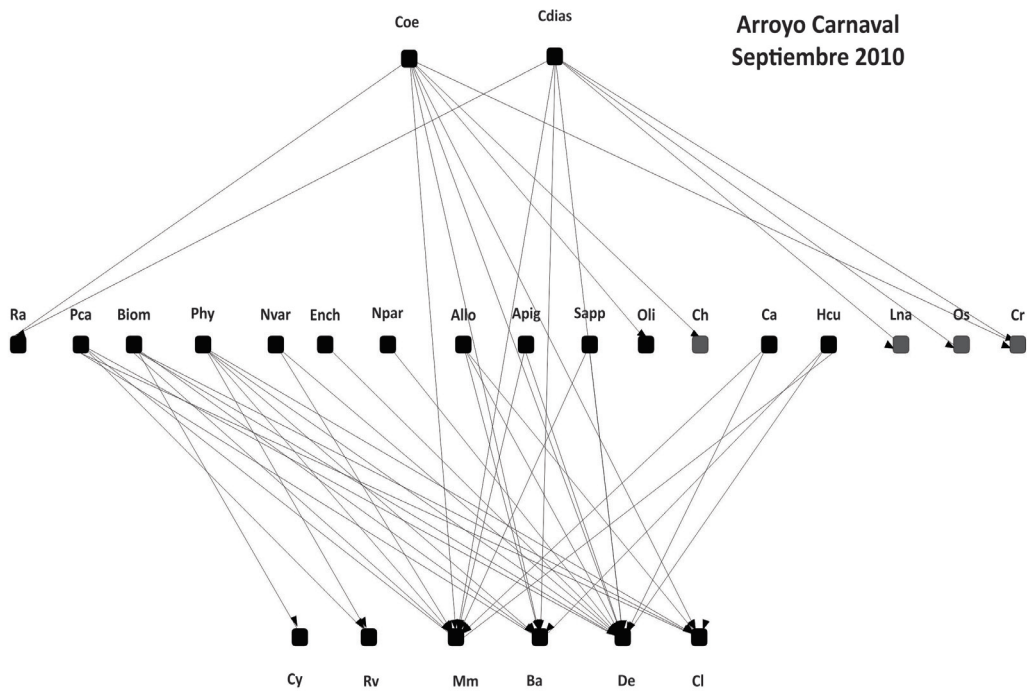 Coe Cdias
Arroyo Carnaval
Septiembre 2010
Ra Pca Biom Phy Nvar Ench Npar Allo Apig Sapp Oli Ch Ca Hcu Lna Os Cr
Cy Rv Mm Ba De Cl